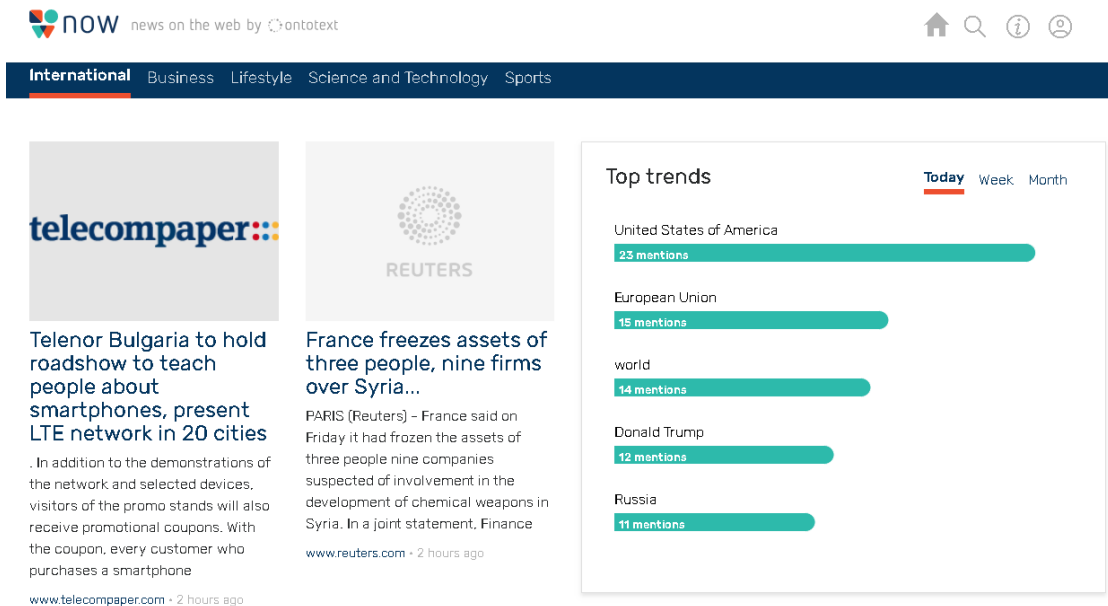 now news on the web by ontotext
International Business Lifestyle Science and Technology Sports
telecompaper
Telenor Bulgaria to hold
roadshow to teach
people about
smartphones, present
LTE network in 20 cities
. In addition to the demonstrations of
the network and selected devices,
visitors of the promo stands will also
receive promotional coupons. With
the coupon, every customer who
purchases a smartphone
www.telecompaper.com • 2 hours ago
REUTERS
France freezes assets of
three people, nine firms
over Syria...
PARIS (Reuters) - France said on
Friday it had frozen the assets of
three people nine companies
suspected of involvement in the
development of chemical weapons in
Syria. In a joint statement, Finance
www.reuters.com • 2 hours ago
Top trends
Today Week Month
United States of America
23 mentions
European Union
15 mentions
world
14 mentions
Donald Trump
12 mentions
Russia
11 mentions